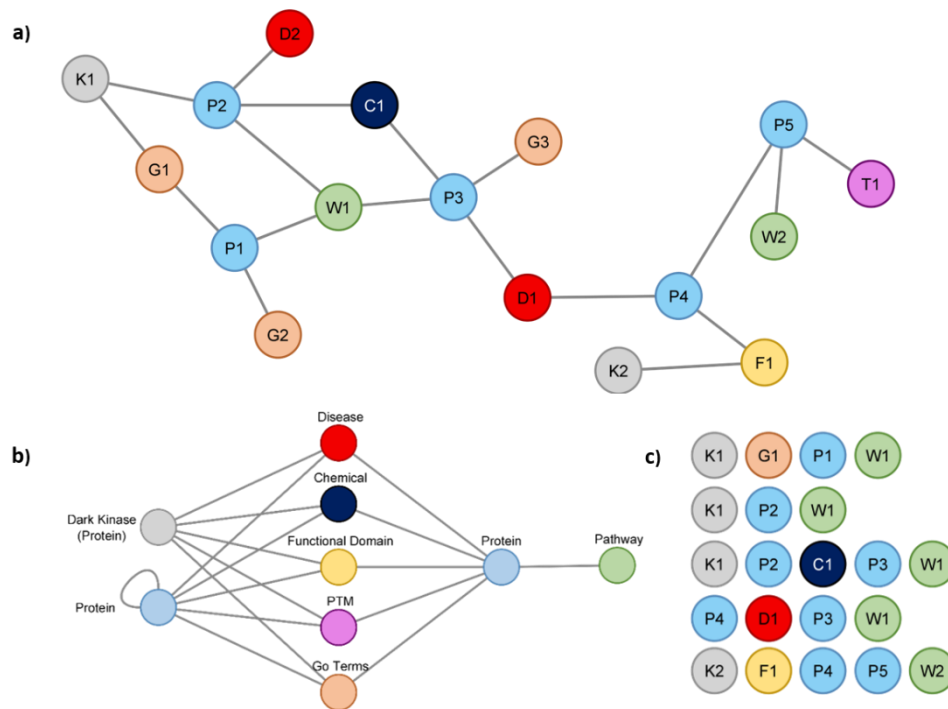 a)
D2
K1
P2
C1
P5
G3
G1
T1
P3
W1
W2
P1
D1
P4
G2
F1
K2
b)
Disease
Chemical
Dark Kinase
(Protein)
Functional Domain
Protein
Pathway
Protein
PTM
Go Terms
c)
K1 G1 P1 W1
K1 P2 W1
K1 P2 C1 P3 W1
P4 D1 P3 W1
K2 F1 P4 P5 W2